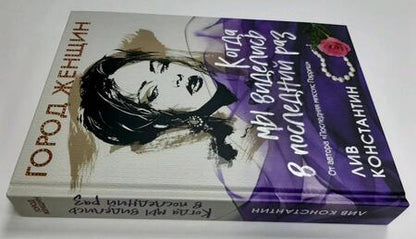 ГОРОД ЖЕНЩИН
Когда
мы виделись
в последний раз
От автора «Последняя миссис Пэрриш»
ЛИВ
КОНСТАНТИН
Когда мы виделись
в последний раз
ЛИВ КОНСТАНТИН